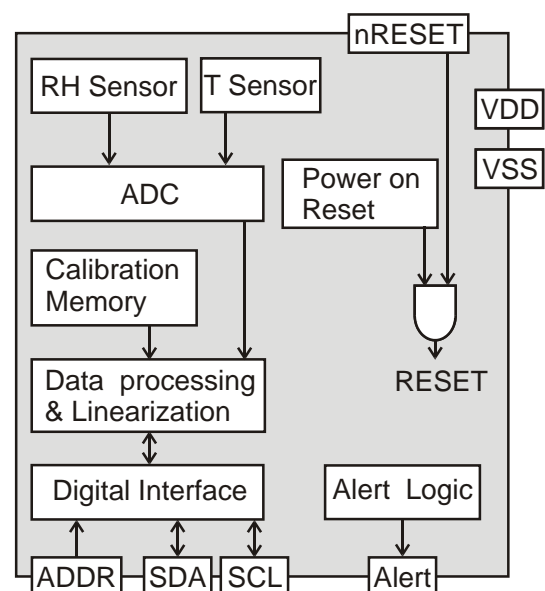 nRESET
RH Sensor
T Sensor
VDD
VSS
ADC
Power on
Reset
Calibration
Memory
RESET
Data processing
& Linearization
Digital Interface
Alert Logic
ADDR
SDA
SCL
Alert